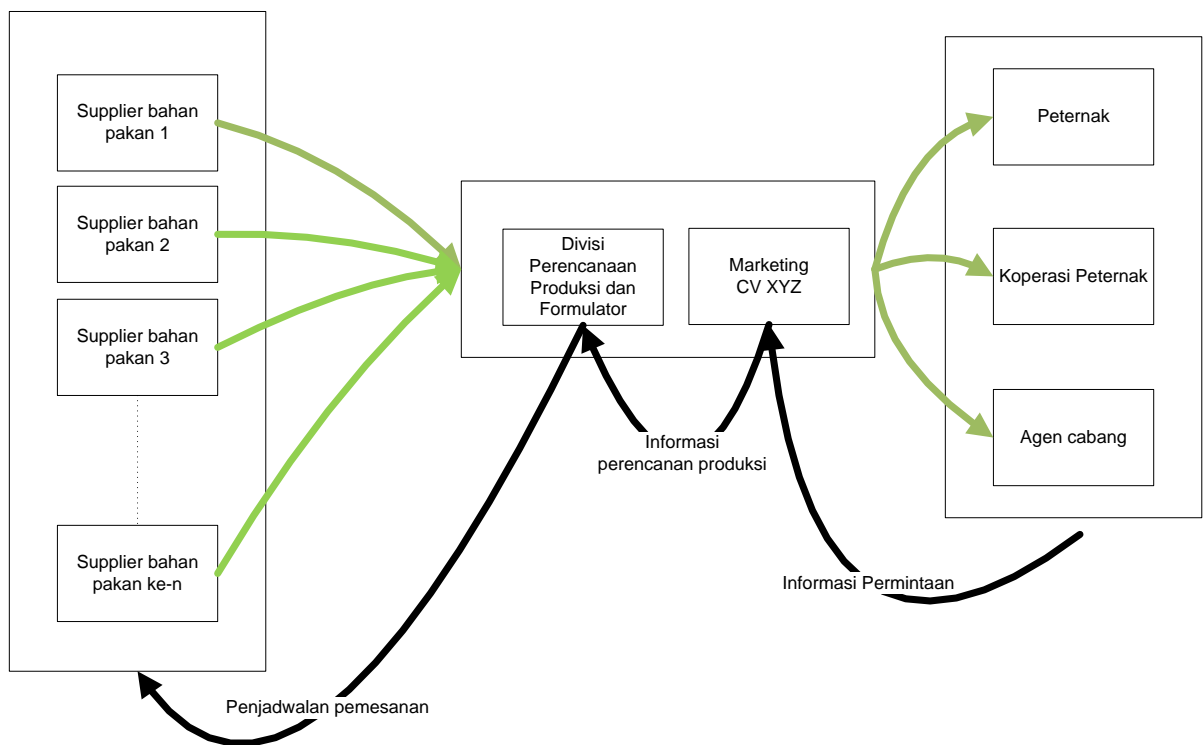 Supplier bahan
pakan 1
Supplier bahan
pakan 2
Supplier bahan
pakan 3
Supplier bahan
pakan ke-n
Divisi
Perencanaan
Produksi dan
Formulator
Marketing
CV XYZ
Peternak
Koperasi Peternak
Agen cabang
Informasi
perencanan produksi
Informasi Permintaan
Penjadwalan pemesanan